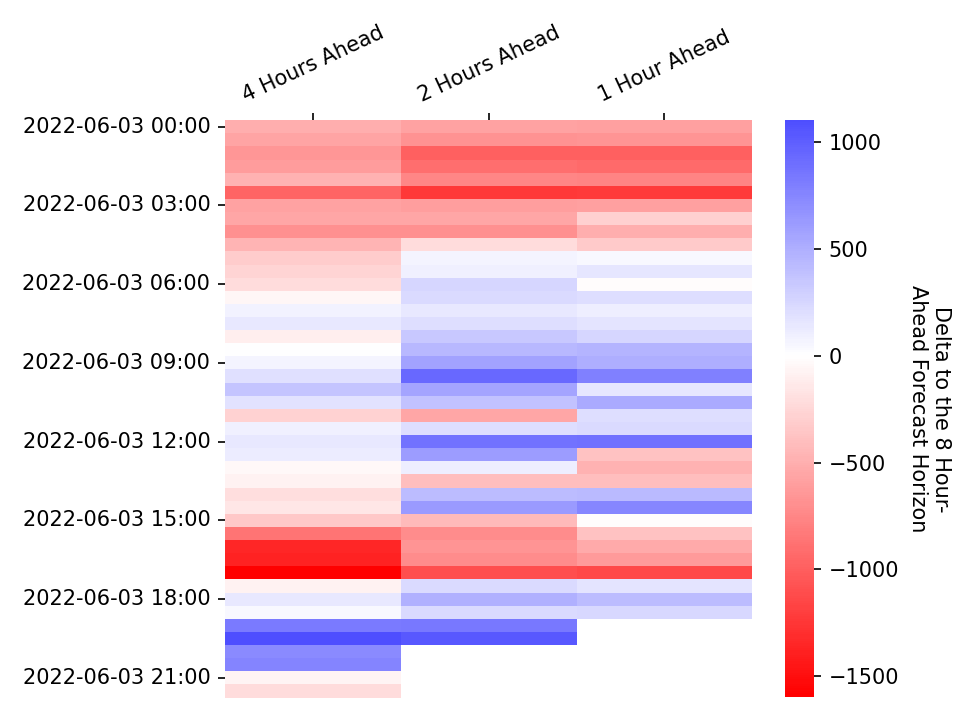 4 Hours Ahead
2 Hours Ahead
1 Hour Ahead
2022-06-03 00:00
2022-06-03 03:00
2022-06-03 06:00
2022-06-03 09:00
2022-06-03 12:00
2022-06-03 15:00
2022-06-03 18:00
2022-06-03 21:00
1000
500
0
−500
−1000
−1500
Delta to the 8 Hour-
Ahead Forecast Horizon